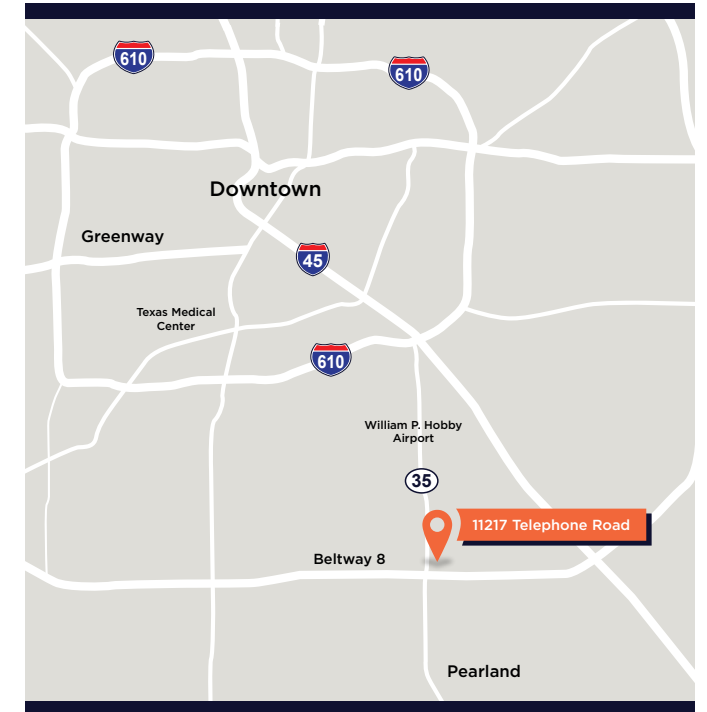 610
610
Downtown
Greenway
45
Texas Medical
Center
610
William P. Hobby
Airport
35
11217 Telephone Road
Beltway 8
Pearland